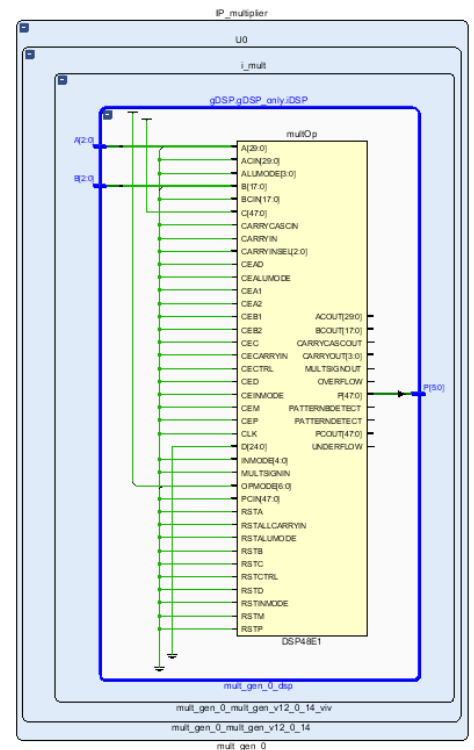 IP_multiplier
U0
i_mult
gDSP.gDSP_only.iDSP
multOp
A[2:0]
B[2:0]
A[29:0]
ACIN[29:0]
ALUMODE[3:0]
B[17:0]
BCIN[17:0]
C[47:0]
CARRYCASCIN
CARRYIN
CARRYINSEL[2:0]
CEAD
CEALUMODE
CEA1
CEA2
CEB1
CEB2
CEC
CECARRYIN
CECTRL
CED
CEINMODE
CEM
CEP
CLK
D[24:0]
INMODE[4:0]
MULTSIGNIN
OPMODE[6:0]
PCIN[47:0]
RSTA
RSTALLCARRYIN
RSTALUMODE
RSTB
RSTC
RSTCTRL
RSTD
RSTINMODE
RSTM
RSTP
ACOUT[29:0]
BCOUT[17:0]
CARRYCASCOUT
CARRYOUT[3:0]
MULTSIGNOUT
OVERFLOW
P[47:0]
PATTERNBDETECT
PATTERNDETECT
PCOUT[47:0]
UNDERFLOW
P[5:0]
DSP48E1
mult_gen_0_dsp
mult_gen_0_mult_gen_v12_0_14_viv
mult_gen_0_mult_gen_v12_0_14
mult_gen_0